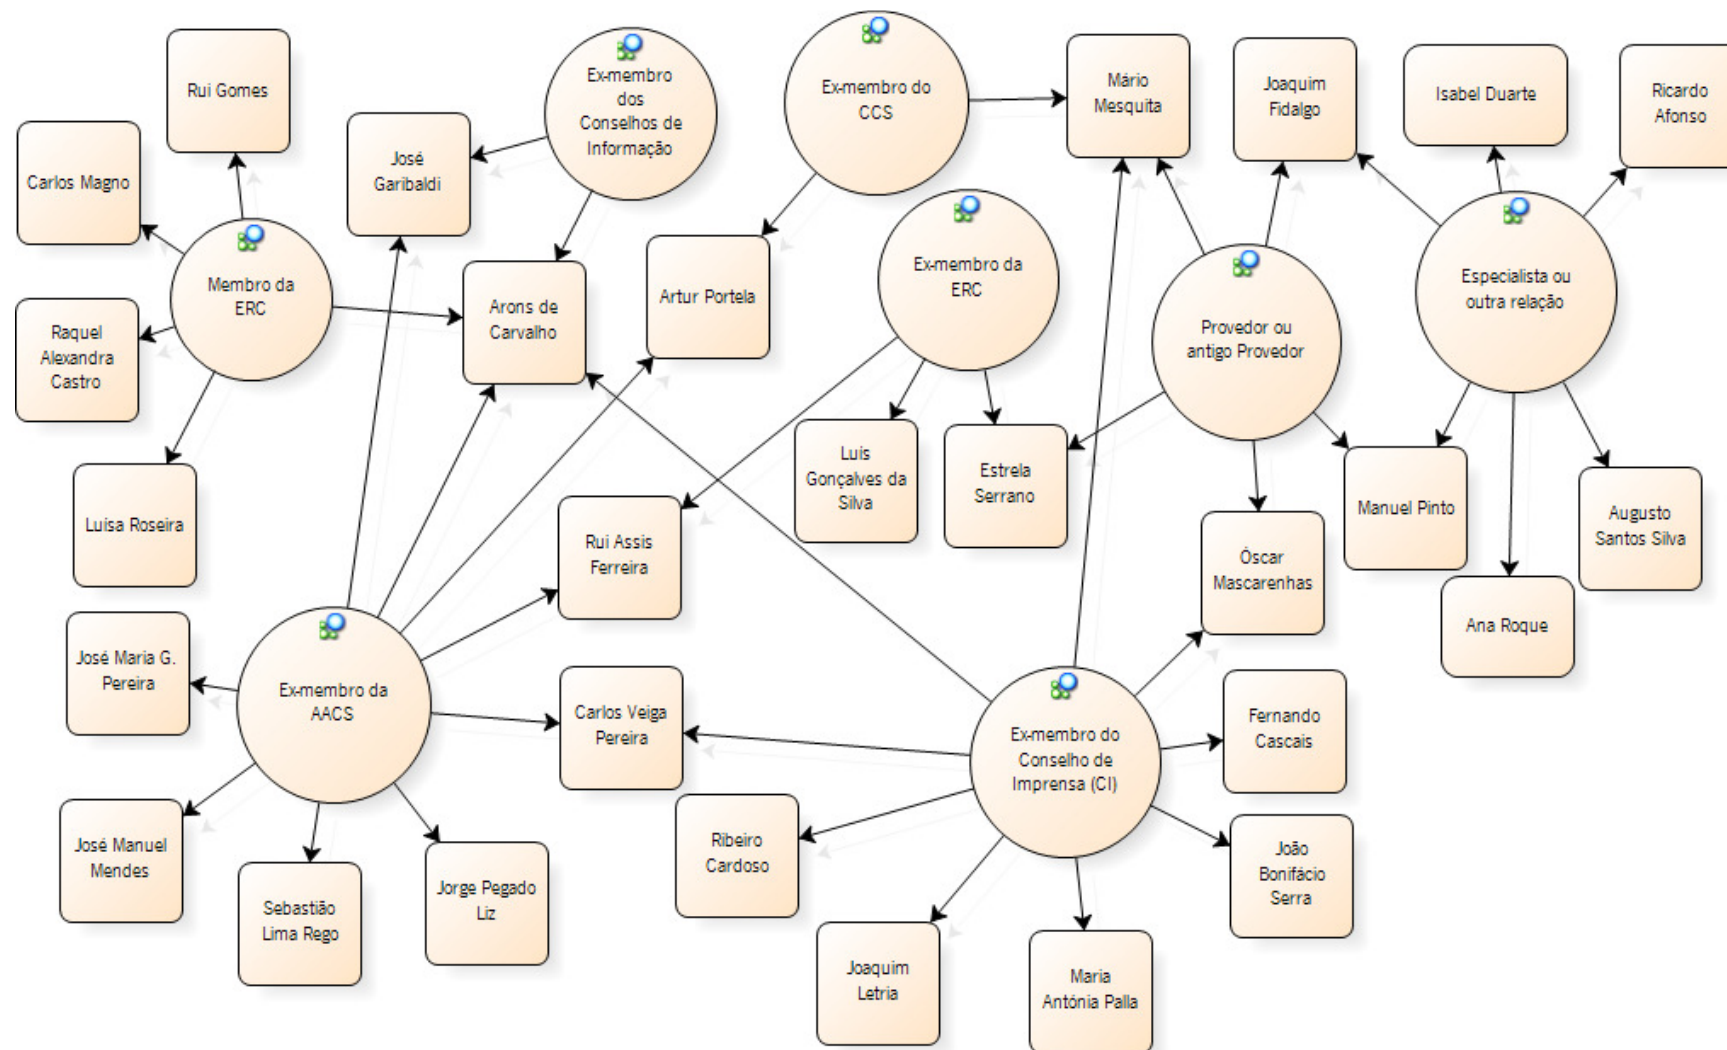 Rui Gomes
Ex-membro
dos
Conselhos de
Informação
Ex-membro do
CCS
Mário
Mesquita
Joaquim
Fidalgo
Isabel Duarte
Ricardo
Afonso
Carlos Magno
José
Garibaldi
Membro da
ERC
Arons de
Carvalho
Artur Portela
Ex-membro da
ERC
Provedor ou
antigo Provedor
Especialista ou
outra relação
Raquel
Alexandra
Castro
Luísa Roseira
Rui Assis
Ferreira
Luís
Gonçalves da
Silva
Estrela
Serrano
Manuel Pinto
Augusto
Santos Silva
Óscar
Mascarenhas
Ana Roque
José Maria G.
Pereira
Ex-membro da
AACS
Carlos Veiga
Pereira
Ex-membro do
Conselho de
Imprensa (CI)
Fernando
Cascais
José Manuel
Mendes
Sebastião
Lima Rego
Jorge Pegado
Liz
Ribeiro
Cardoso
João
Bonifácio
Serra
Joaquim
Letria
Maria
Antónia Palla